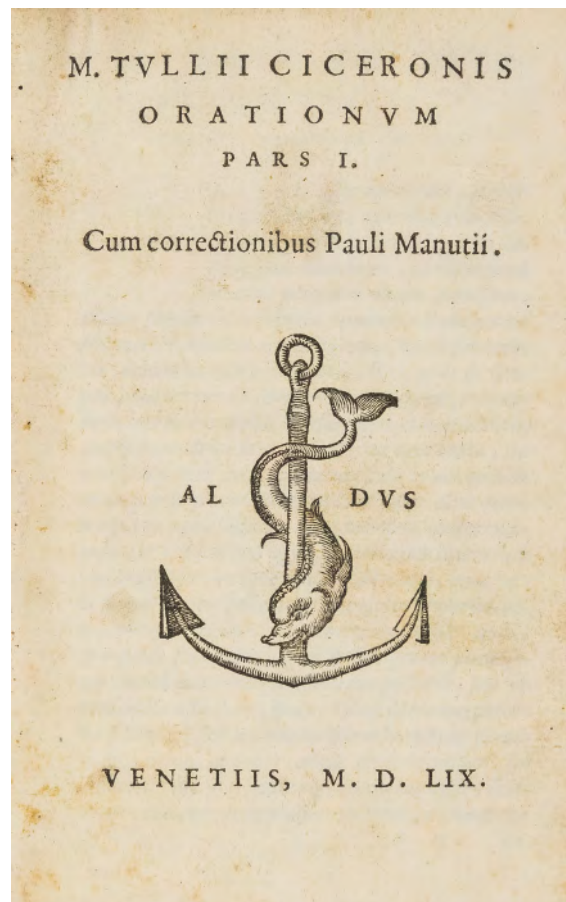 M. TVLLII CICERONIS
ORATIONVM
PARS I.
Cum correctionibus Pauli Manutii.
AL DVS
VENETIIS, M. D. LIX.